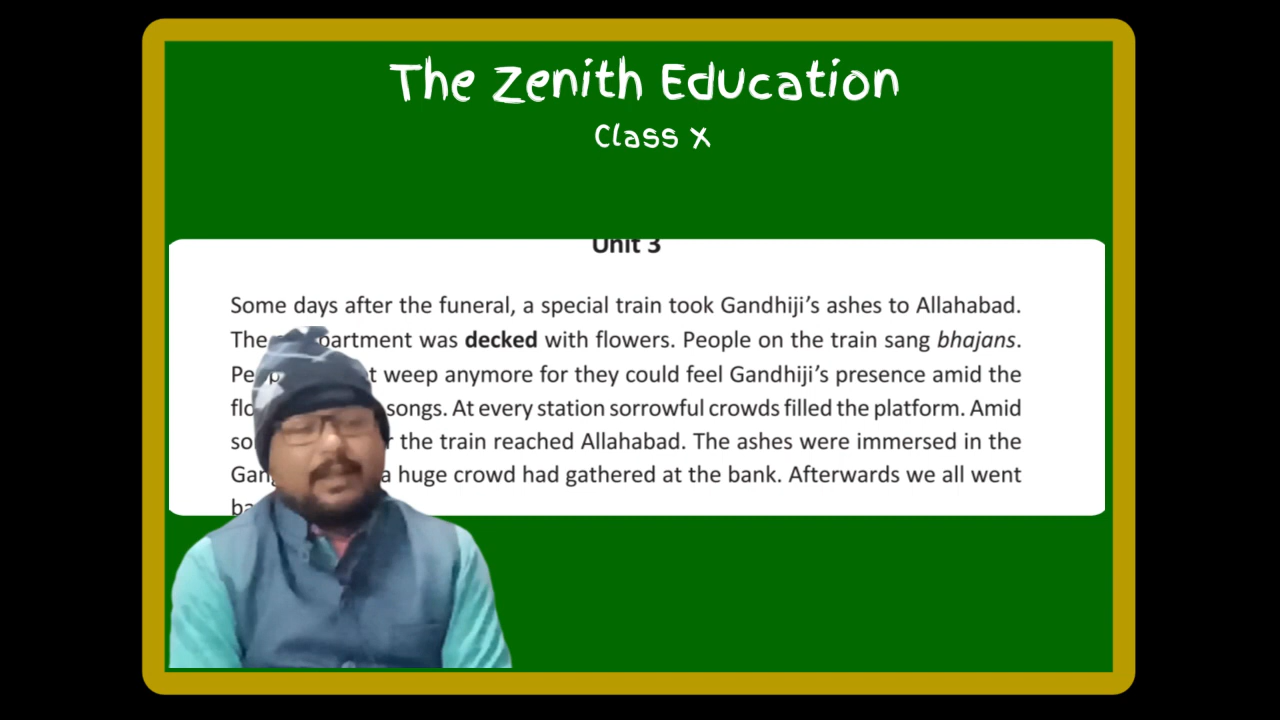 The Zenith Education
Class X
Unit 3
Some days after the funeral, a special train took Gandhiji's ashes to Allahabad.
The was decked with flowers. People on the train sang bhajans.
weep anymore for they could feel Gandhiji's presence amid the
songs. At every station sorrowful crowds filled the platform. Amid
the train reached Allahabad. The ashes were immersed in the
a huge crowd had gathered at the bank. Afterwards we all went